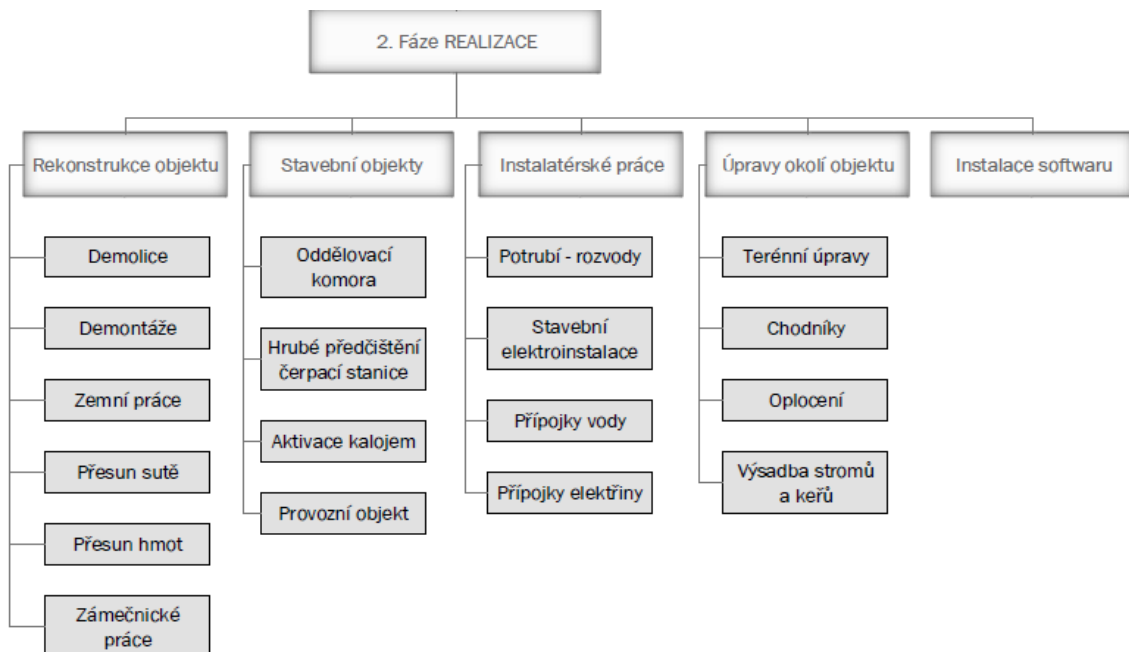 2. Fáze REALIZACE
Rekonstrukce objektu
Stavební objekty
Instalatérské práce
Úpravy okolí objektu
Instalace softwaru
Demolice
Demontáže
Zemní práce
Přesun sutě
Přesun hmot
Zámečnické
práce
Oddělovací
komora
Hrubé předčištění
čerpací stanice
Aktivace kalojem
Provozní objekt
Potrubí - rozvody
Stavební
elektroinstalace
Přípojky vody
Přípojky elektřiny
Terénní úpravy
Chodníky
Oplocení
Výsadba stromů
a keřů